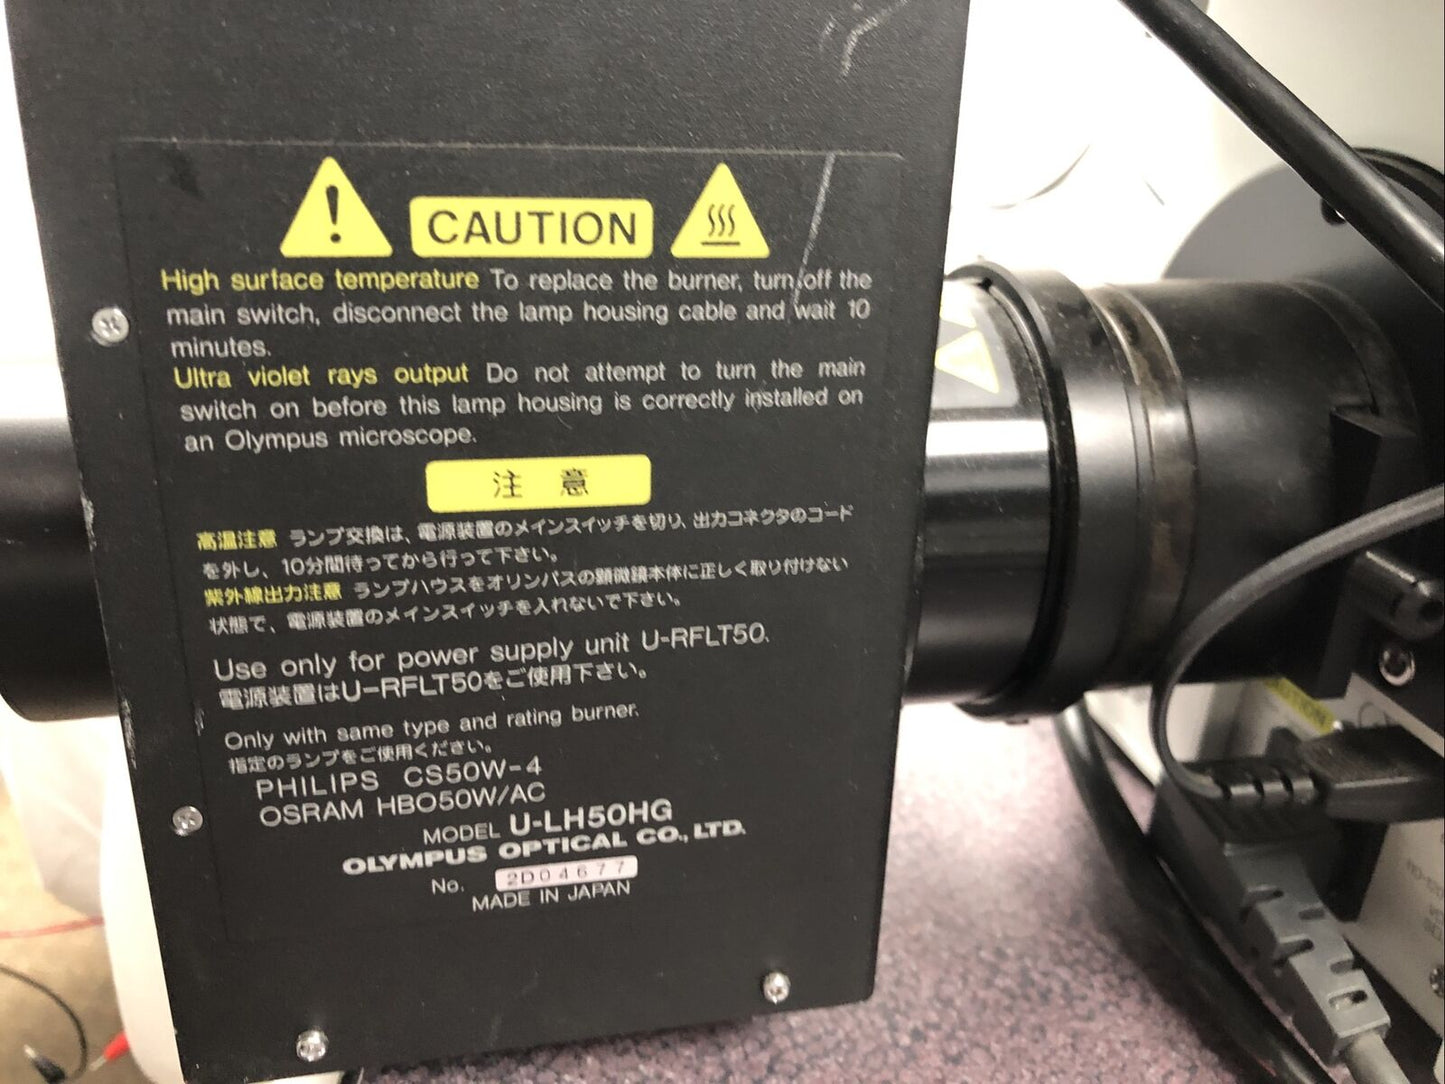 CAUTION
High surface temperature To replace the burner, turn off the
main switch, disconnect the lamp housing cable and wait 10
minutes.
Ultra violet rays output Do not attempt to turn the main
switch on before this lamp housing is correctly installed on
an Olympus microscope.
注 意
高温注意 ランプ交換は、電源装置のメインスイッチを切り、出力コネクタのコード
を外し、10分間待ってから行って下さい。
紫外線出力注意 ランプハウスをオリンパスの顕微鏡本体に正しく取り付けない
状態で、電源装置のメインスイッチを入れないで下さい。
Use only for power supply unit U-RFLT50.
電源装置はU-RFLT50をご使用下さい。
Only with same type and rating burner.
指定のランプをご使用ください。
PHILIPS CS50W-4
OSRAM HBO50W/AC
MODEL U-LH50HG
OLYMPUS OPTICAL CO., LTD.
No. 2D04677
MADE IN JAPAN
CAUTION